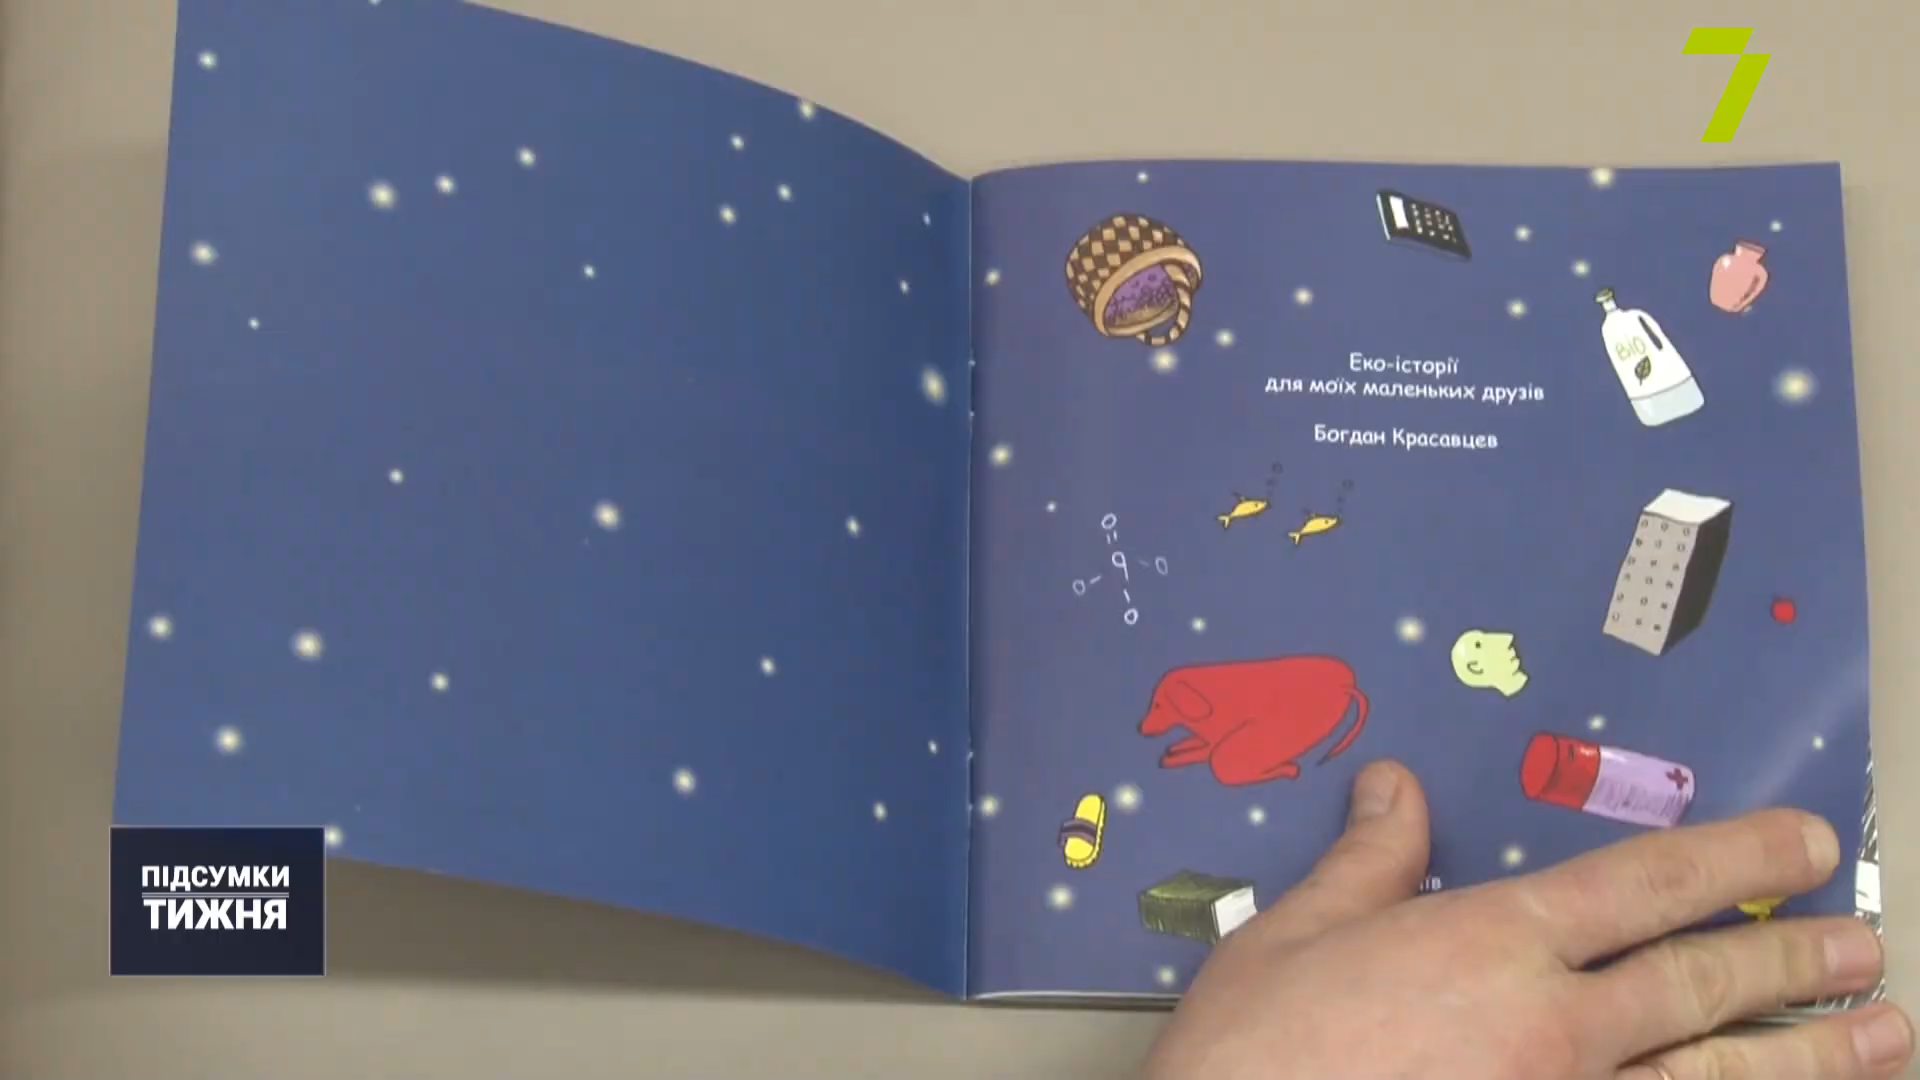 7
Еко-історії
для моїх маленьких друзів
Богдан Красавцев
BIO
ПІДСУМКИ
ТИЖНЯ